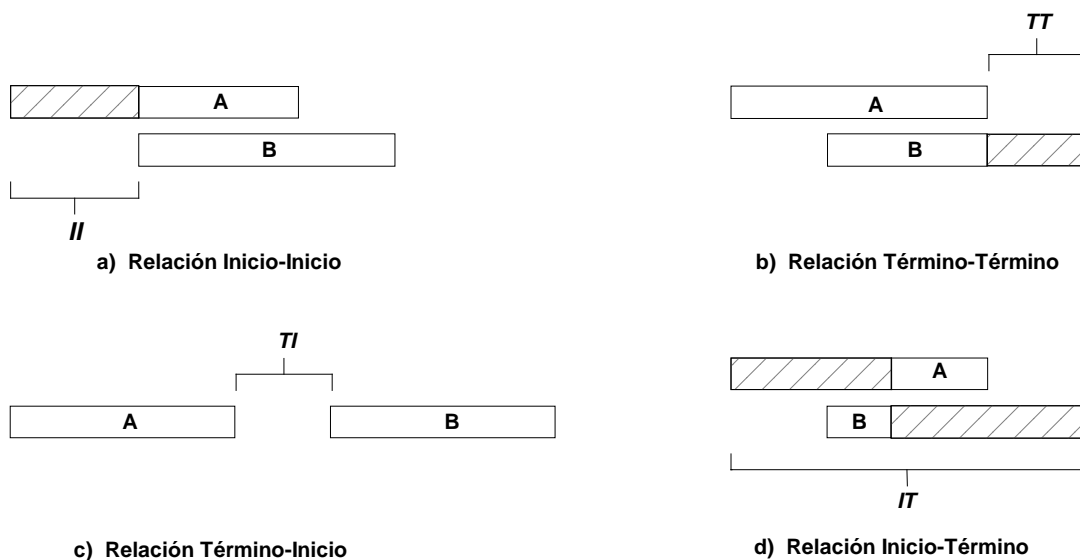 A
B
II
a) Relación Inicio-Inicio
TT
A
B
b) Relación Término-Término
TI
A
B
c) Relación Término-Inicio
A
B
IT
d) Relación Inicio-Término